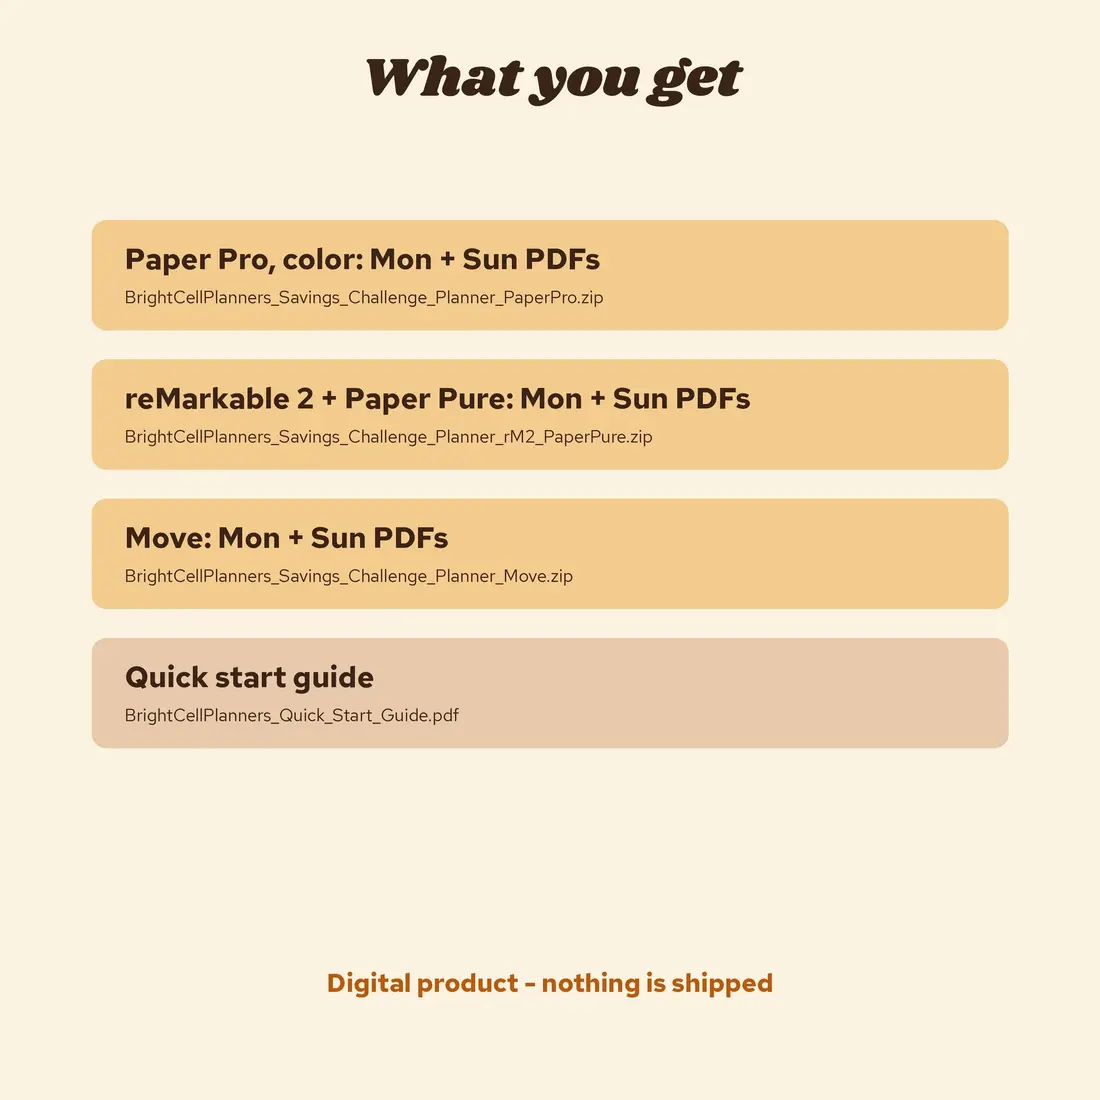 What you get
Paper Pro, color: Mon + Sun PDFs
BrightCellPlanners_Savings_Challenge_Planner_PaperPro.zip
reMarkable 2 + Paper Pure: Mon + Sun PDFs
BrightCellPlanners_Savings_Challenge_Planner_rM2_PaperPure.zip
Move: Mon + Sun PDFs
BrightCellPlanners_Savings_Challenge_Planner_Move.zip
Quick start guide
BrightCellPlanners_Quick_Start_Guide.pdf
Digital product - nothing is shipped